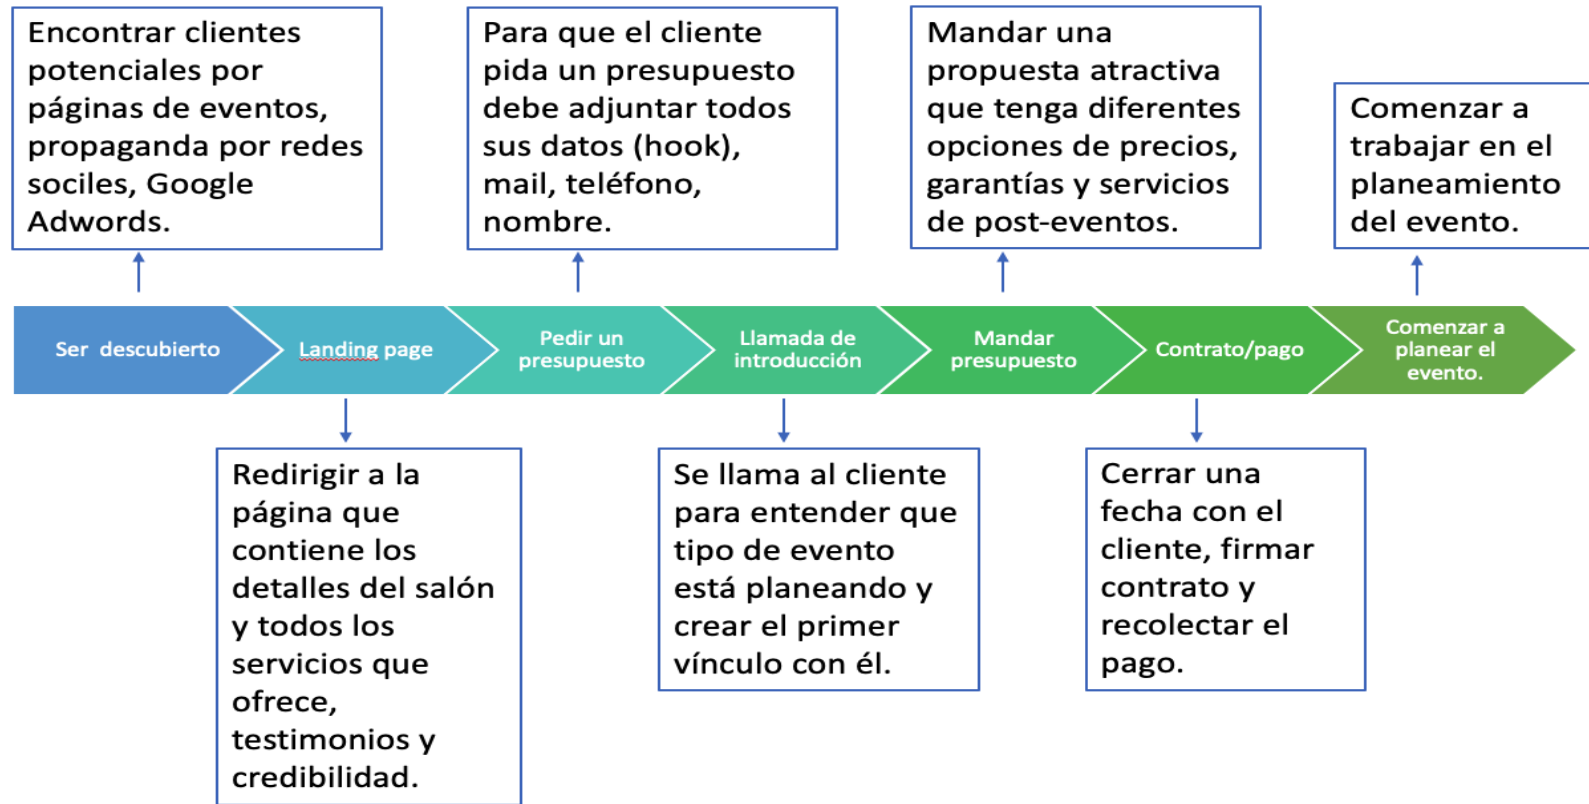 Encontrar clientes
potenciales por
páginas de eventos,
propaganda por redes
sociles, Google
Adwords.
Para que el cliente
pida un presupuesto
debe adjuntar todos
sus datos (hook),
mail, teléfono,
nombre.
Mandar una
propuesta atractiva
que tenga diferentes
opciones de precios,
garantías y servicios
de post-eventos.
Comenzar a
trabajar en el
planeamiento
del evento.
Ser descubierto
Landing page
Pedir un
presupuesto
Llamada de
introducción
Mandar
presupuesto
Contrato/pago
Comenzar a
planear el
evento.
Redirigir a la
página que
contiene los
detalles del salón
y todos los
servicios que
ofrece,
testimonios y
credibilidad.
Se llama al cliente
para entender que
tipo de evento
está planeando y
crear el primer
vínculo con él.
Cerrar una
fecha con el
cliente, firmar
contrato y
recolectar el
pago.